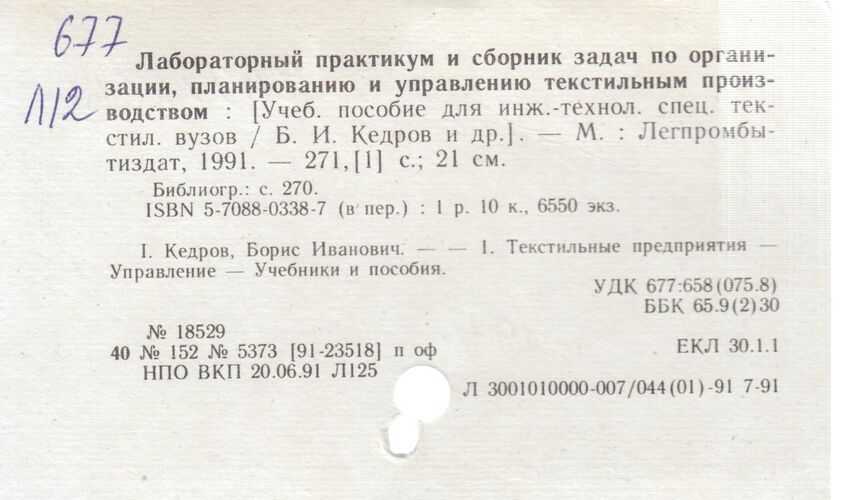 677
Л12
Лабораторный практикум и сборник задач по органи-
зации, планированию и управлению текстильным произ-
водством : [Учеб. пособие для инж.-технол. спец. тек-
стил. вузов / Б. И. Кедров и др.]. — М. : Легпромбы-
тиздат, 1991. — 271, [1] с.; 21 см.
Библиогр.: с. 270.
ISBN 5-7088-0338-7 (в пер.) : 1 р. 10 к., 6550 экз.
I. Кедров, Борис Иванович. — — 1. Текстильные предприятия —
Управление — Учебники и пособия.
УДК 677:658(075.8)
ББК 65.9(2)30
№ 18529
40 № 152 № 5373 [91-23518] п оф
ЕКЛ 30.1.1
НПО ВКП 20.06.91 Л125
Л 3001010000-007/044(01)-91 7-91